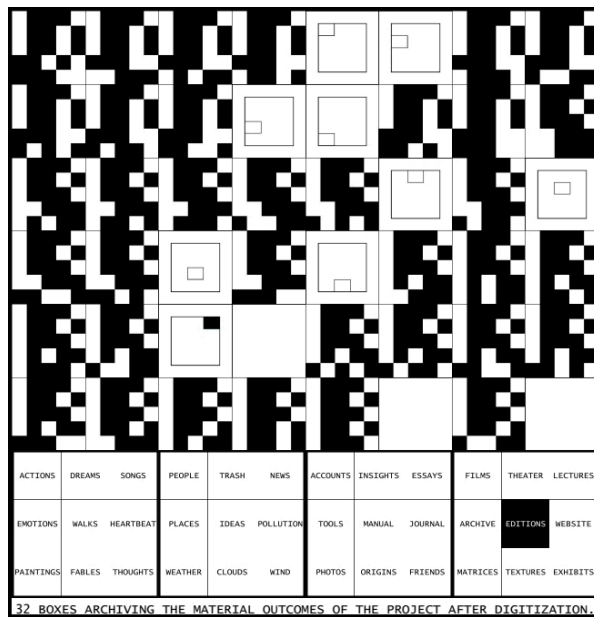 ACTIONS DREAMS SONGS PEOPLE TRASH NEWS ACCOUNTS INSIGHTS ESSAYS FILMS THEATER LECTURES
EMOTIONS WALKS HEARTBEAT PLACES IDEAS POLLUTION TOOLS MANUAL JOURNAL ARCHIVE EDITIONS WEBSITE
PAINTINGS FABLES THOUGHTS WEATHER CLOUDS WIND PHOTOS ORIGINS FRIENDS MATRICES TEXTURES EXHIBITS
32 BOXES ARCHIVING THE MATERIAL OUTCOMES OF THE PROJECT AFTER DIGITIZATION.